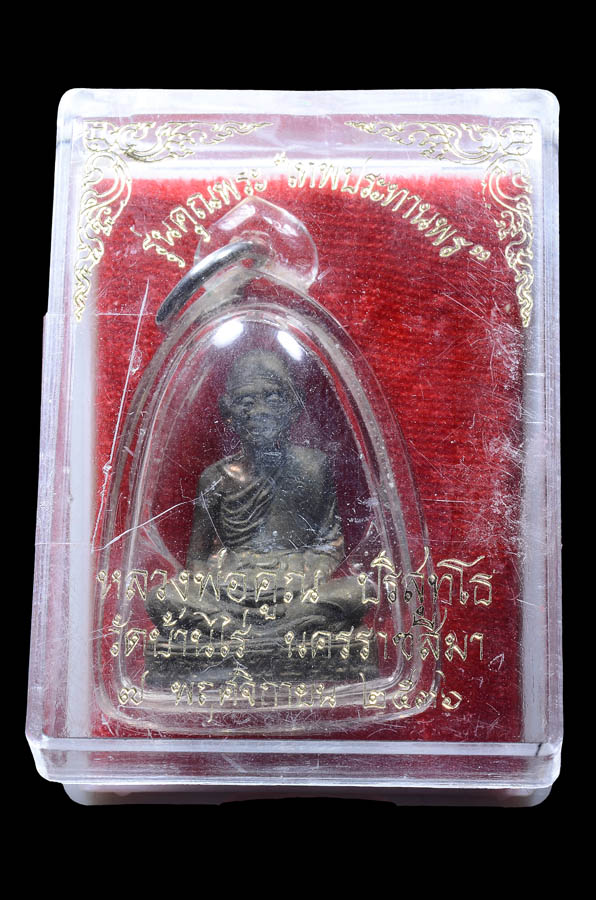 รุ่นคุณพระ "เทพประทานพร"
หลวงพ่อคูณ ปริสุทฺโธ
วัดบ้านไร่ นครราชสีมา
๗ พฤศจิกายน ๒๕๓๖